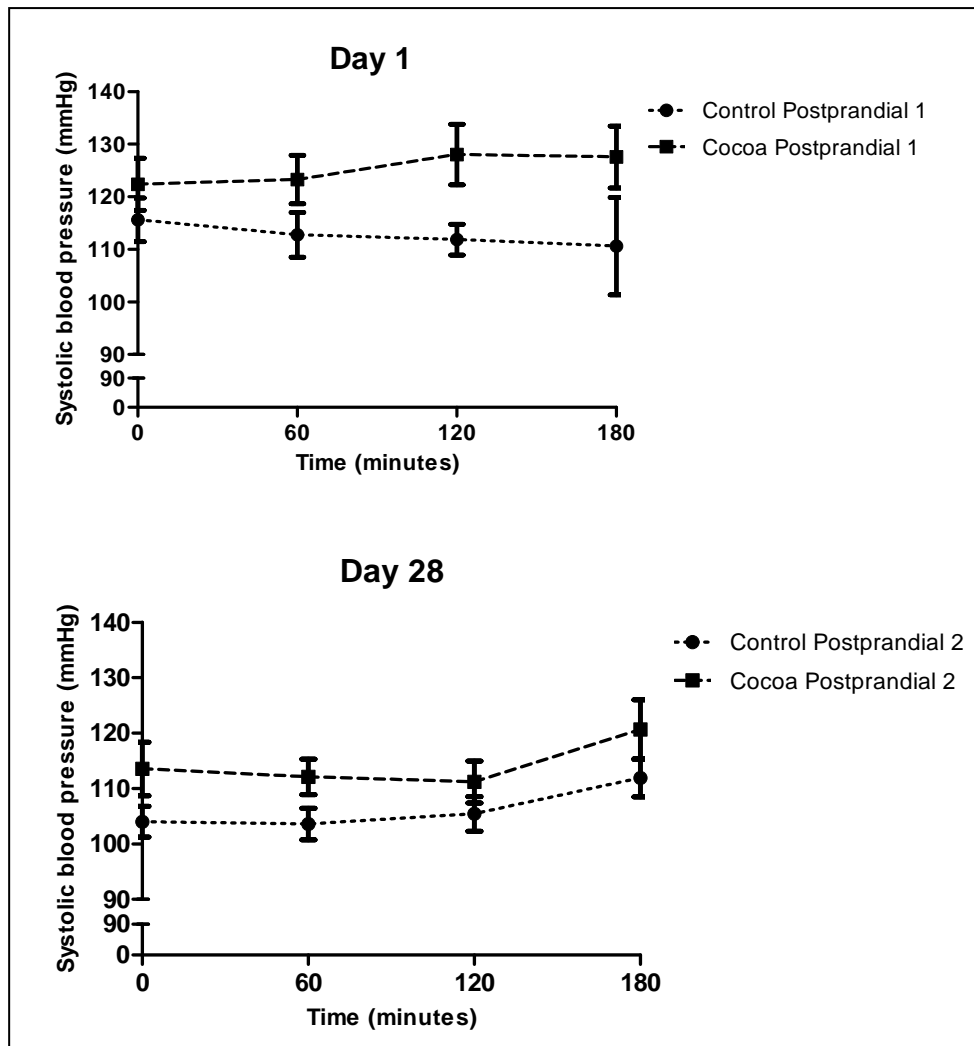 Day 1
Systolic blood pressure (mmHg)
140
130
120
110
100
90
90
0
0 60 120 180
Time (minutes)
Control Postprandial 1
Cocoa Postprandial 1
Day 28
Systolic blood pressure (mmHg)
140
130
120
110
100
90
90
0
0 60 120 180
Time (minutes)
Control Postprandial 2
Cocoa Postprandial 2